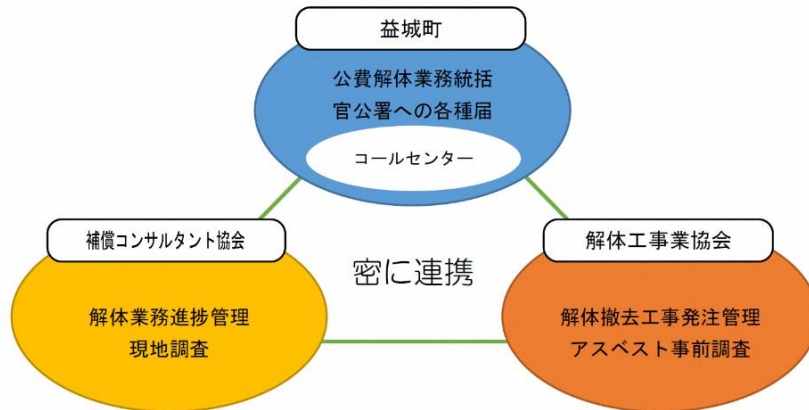 益城町
公費解体業務統括
官公署への各種届
コールセンター
補償コンサルタント協会
解体工事業協会
密に連携
解体業務進捗管理
現地調査
解体撤去工事発注管理
アスベスト事前調査